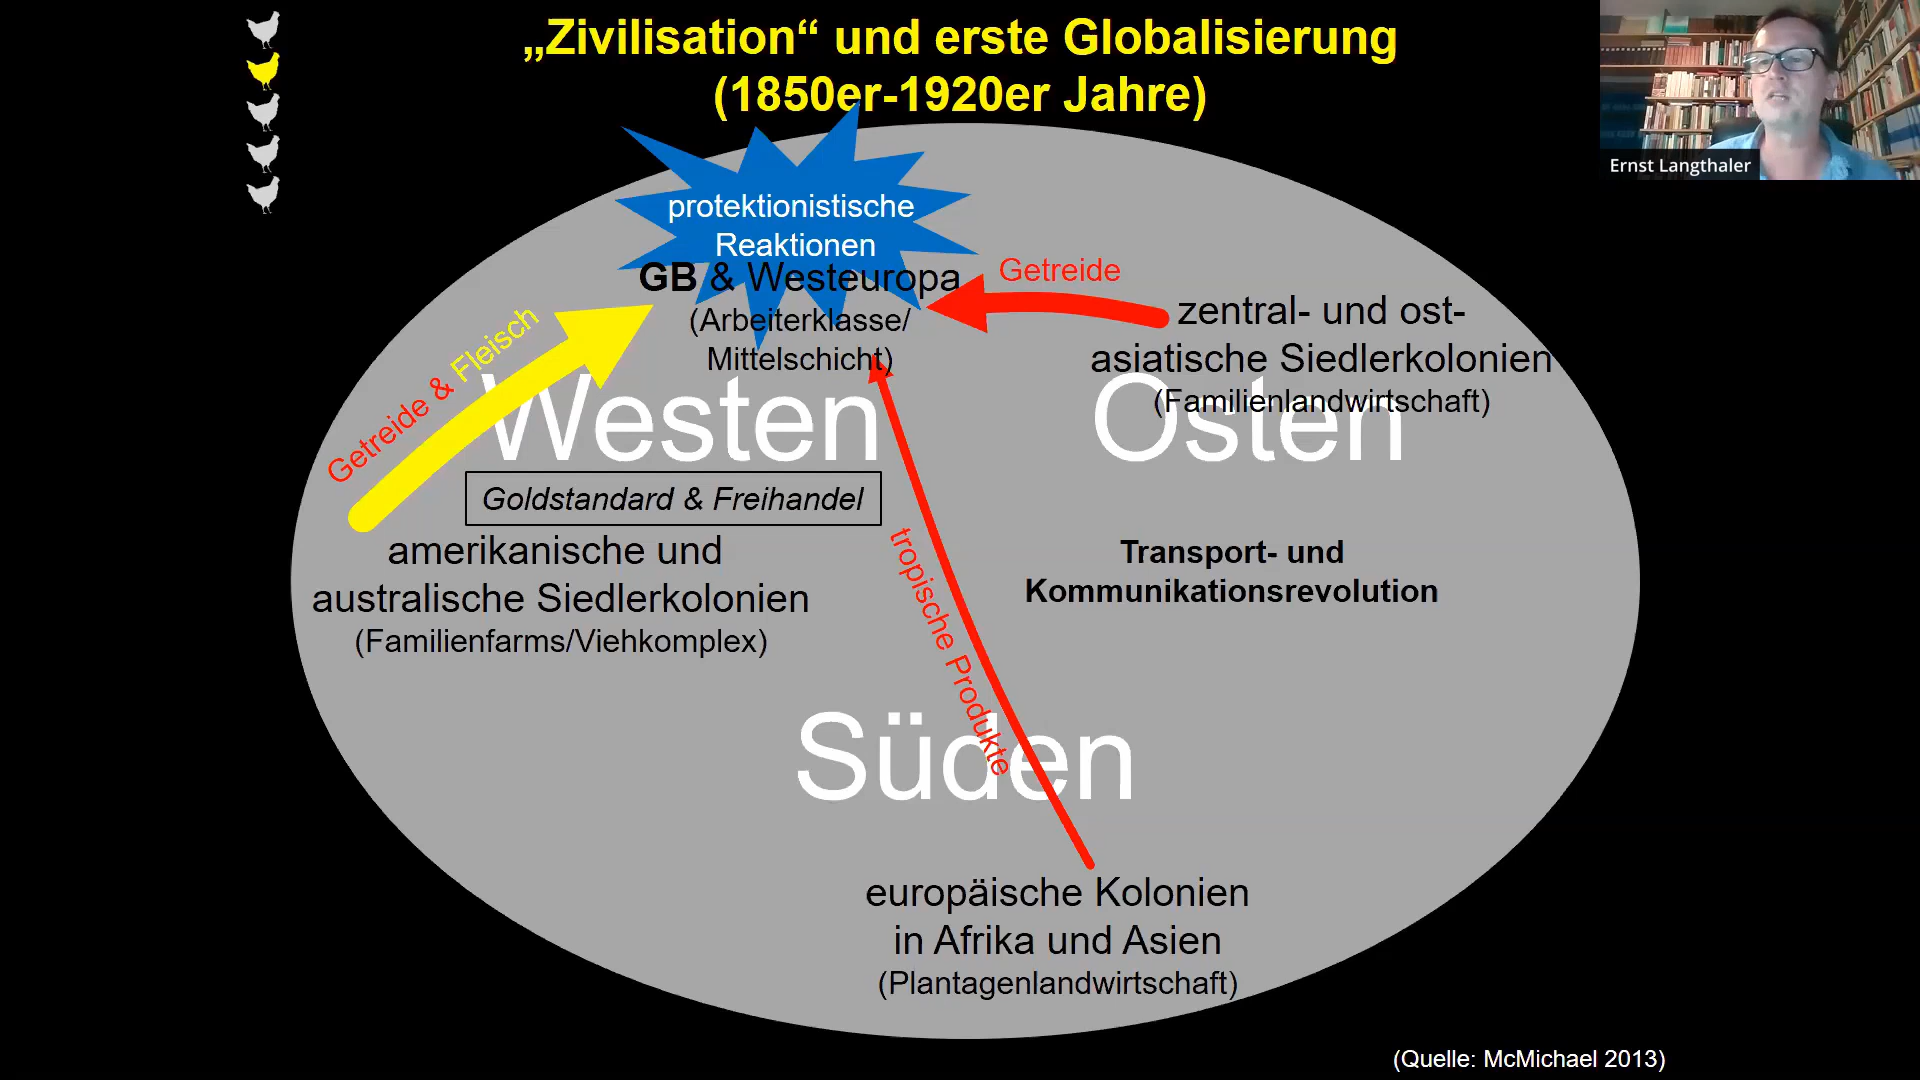 „Zivilisation“ und erste Globalisierung
(1850er-1920er Jahre)
Ernst Langthaler
protektionistische
Reaktionen
GB & Westeuropa
(Arbeiterklasse/
Mittelschicht)
Getreide
zentral- und ost-
asiatische Siedlerkolonien
(Familienlandwirtschaft)
Getreide & Fleisch
Westen
Osten
Goldstandard & Freihandel
amerikanische und
australische Siedlerkolonien
(Familienfarms/Viehkomplex)
tropische Produkte
Transport- und
Kommunikationsrevolution
Süden
europäische Kolonien
in Afrika und Asien
(Plantagenlandwirtschaft)
(Quelle: McMichael 2013)